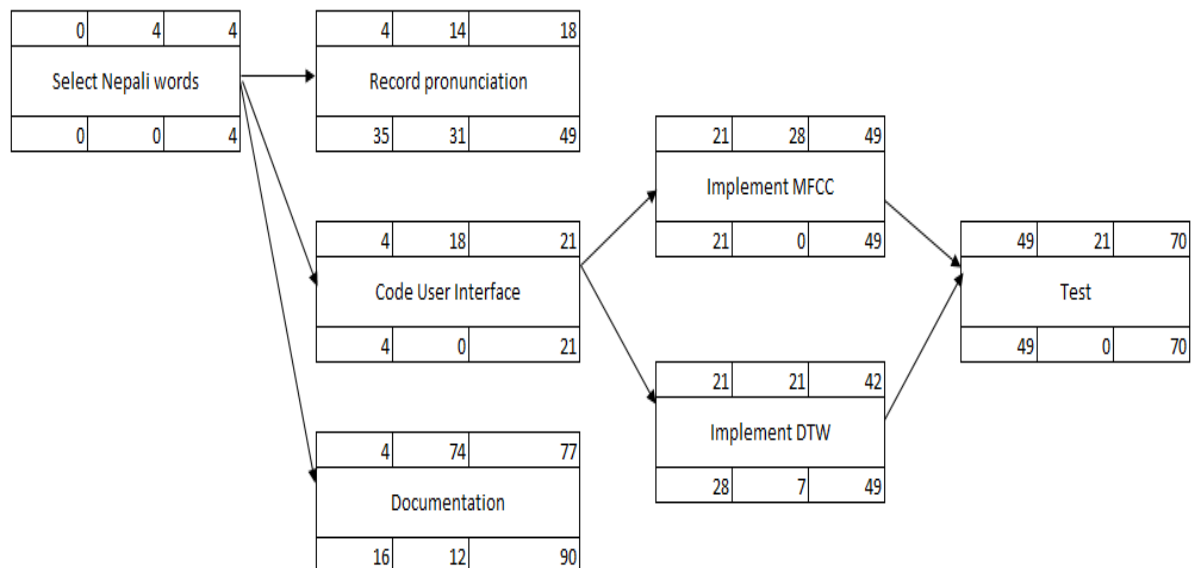 0 4 4
Select Nepali words
0 0 4
4 14 18
Record pronunciation
35 31 49
4 18 21
Code User Interface
4 0 21
4 74 77
Documentation
16 12 90
21 28 49
Implement MFCC
21 0 49
21 21 42
Implement DTW
28 7 49
49 21 70
Test
49 0 70